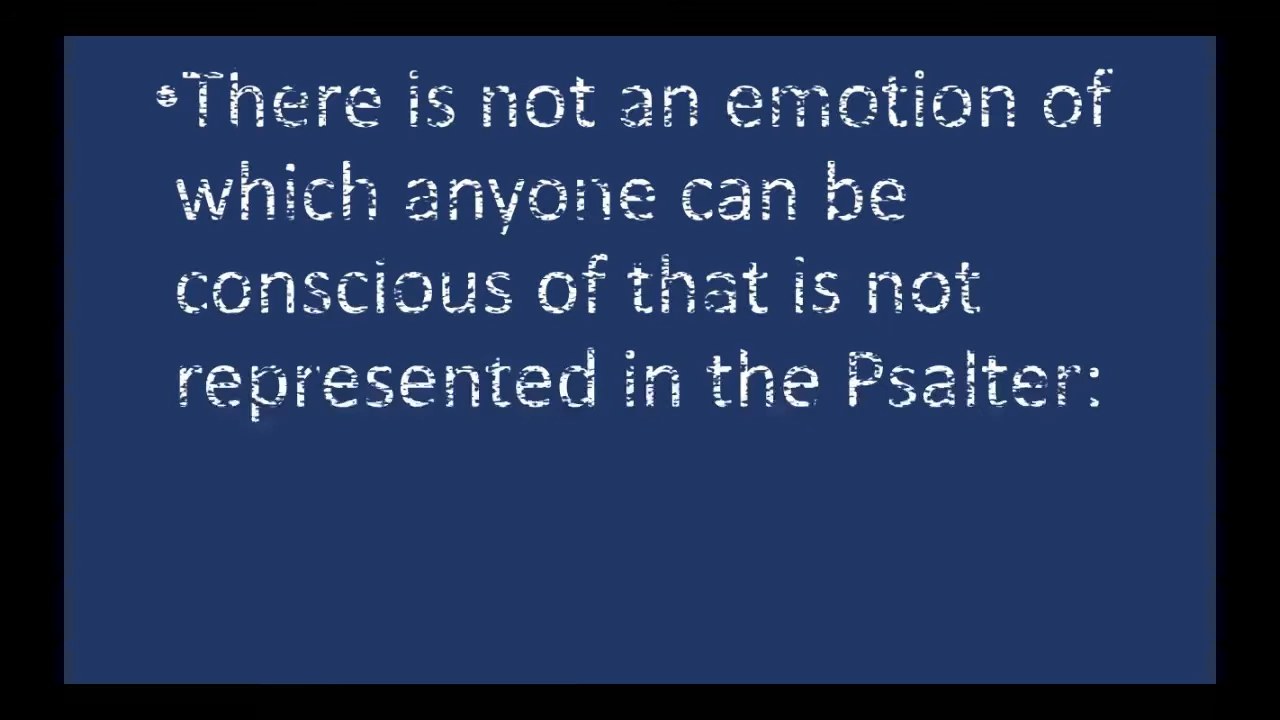 •There is not an emotion of
which anyone can be
conscious of that is not
represented in the Psalter: